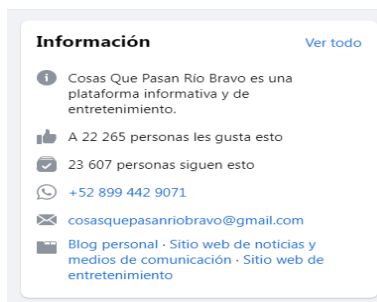 Información
Ver todo
Cosas Que Pasan Río Bravo es una
plataforma informativa y de
entretenimiento.
A 22 265 personas les gusta esto
23 607 personas siguen esto
+52 899 442 9071
cosasquepasanriobravo@gmail.com
Blog personal · Sitio web de noticias y
medios de comunicación · Sitio web de
entretenimiento